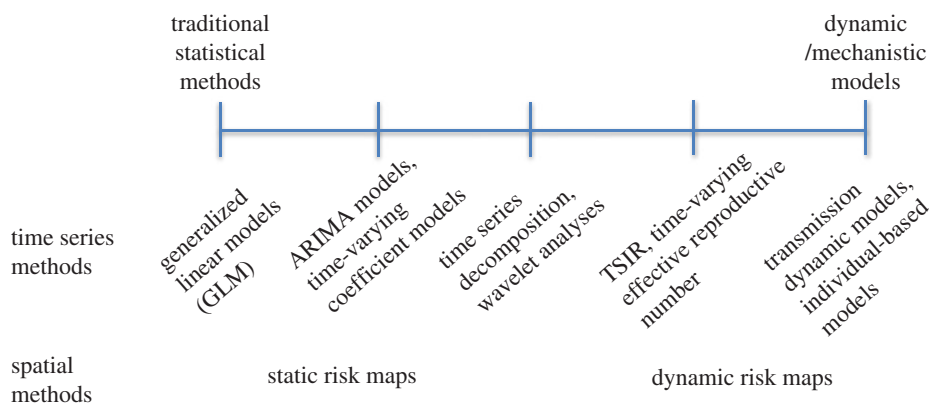 traditional
statistical
methods
dynamic
/mechanistic
models
time series
methods
generalized
linear models
(GLM)
ARIMA models,
time-varying
coefficient models
time series
decomposition,
wavelet analyses
TSIR, time-varying
effective reproductive
number
transmission
dynamic models,
individual-based
models
spatial
methods
static risk maps
dynamic risk maps